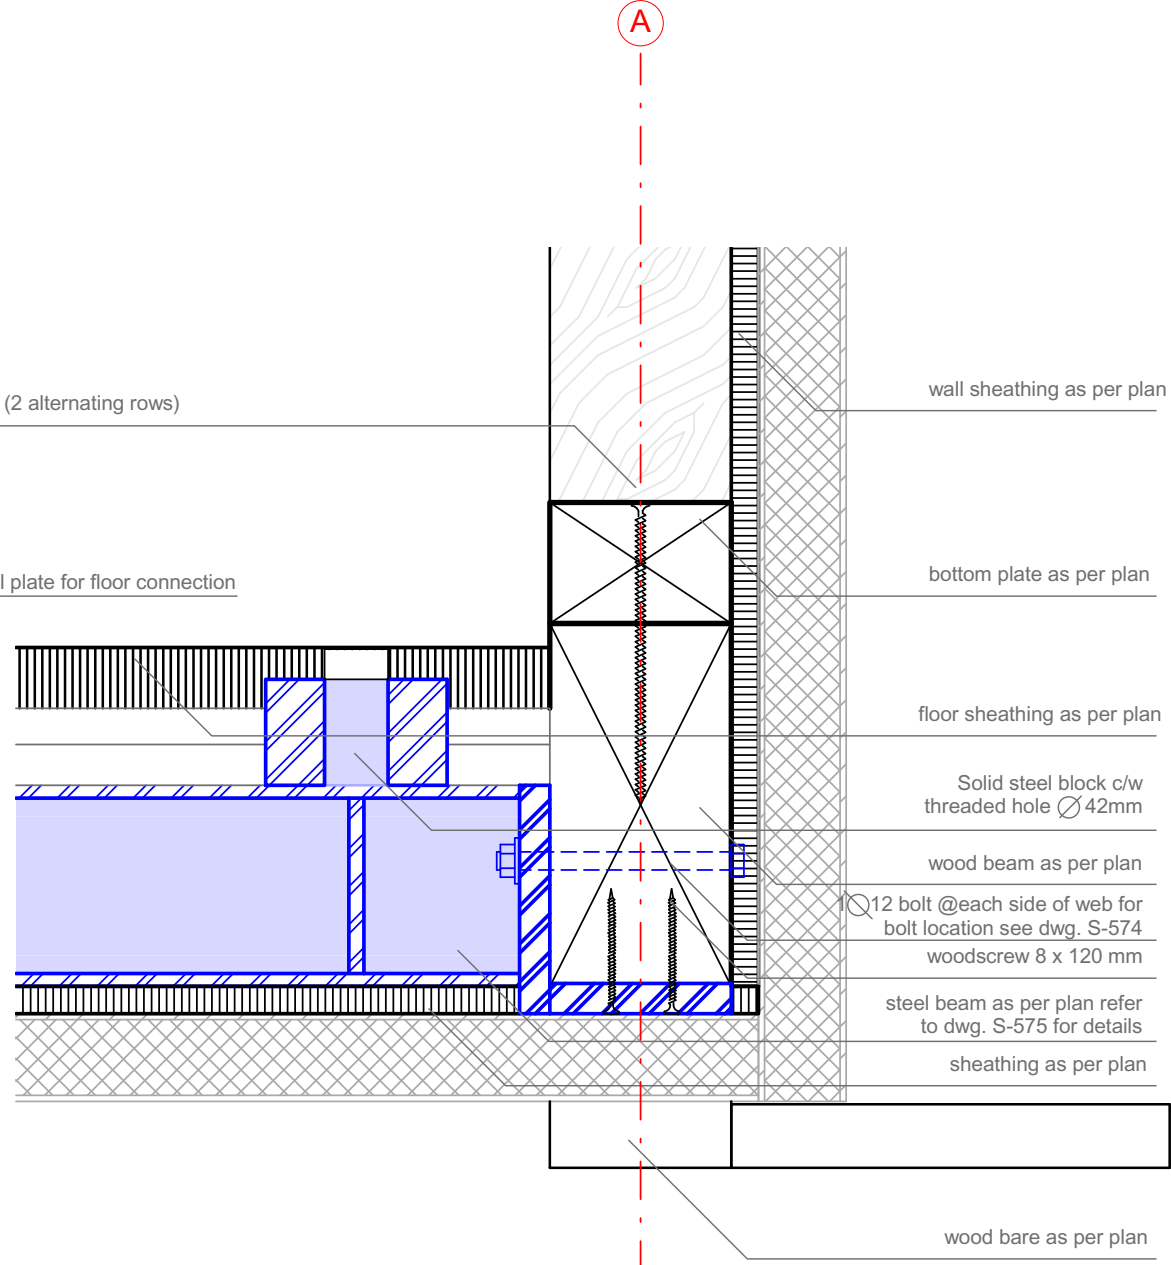 A
(2 alternating rows)
wall sheathing as per plan
l plate for floor connection
bottom plate as per plan
floor sheathing as per plan
Solid steel block c/w
threaded hole ∅ 42mm
wood beam as per plan
1∅12 bolt @each side of web for
bolt location see dwg. S-574
woodscrew 8 x 120 mm
steel beam as per plan refer
to dwg. S-575 for details
sheathing as per plan
wood bare as per plan